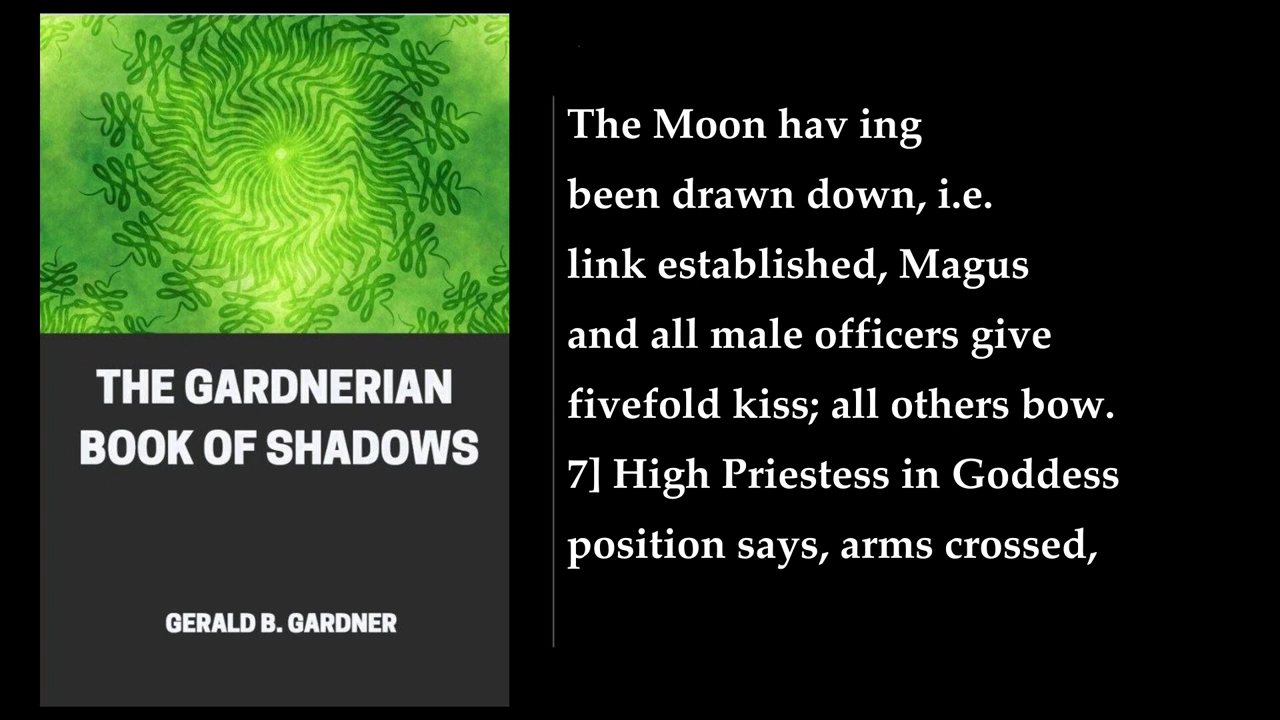 THE GARDNERIAN
BOOK OF SHADOWS
GERALD B. GARDNER
The Moon hav ing
been drawn down, i.e.
link established, Magus
and all male officers give
fivefold kiss; all others bow.
7] High Priestess in Goddess
position says, arms crossed,